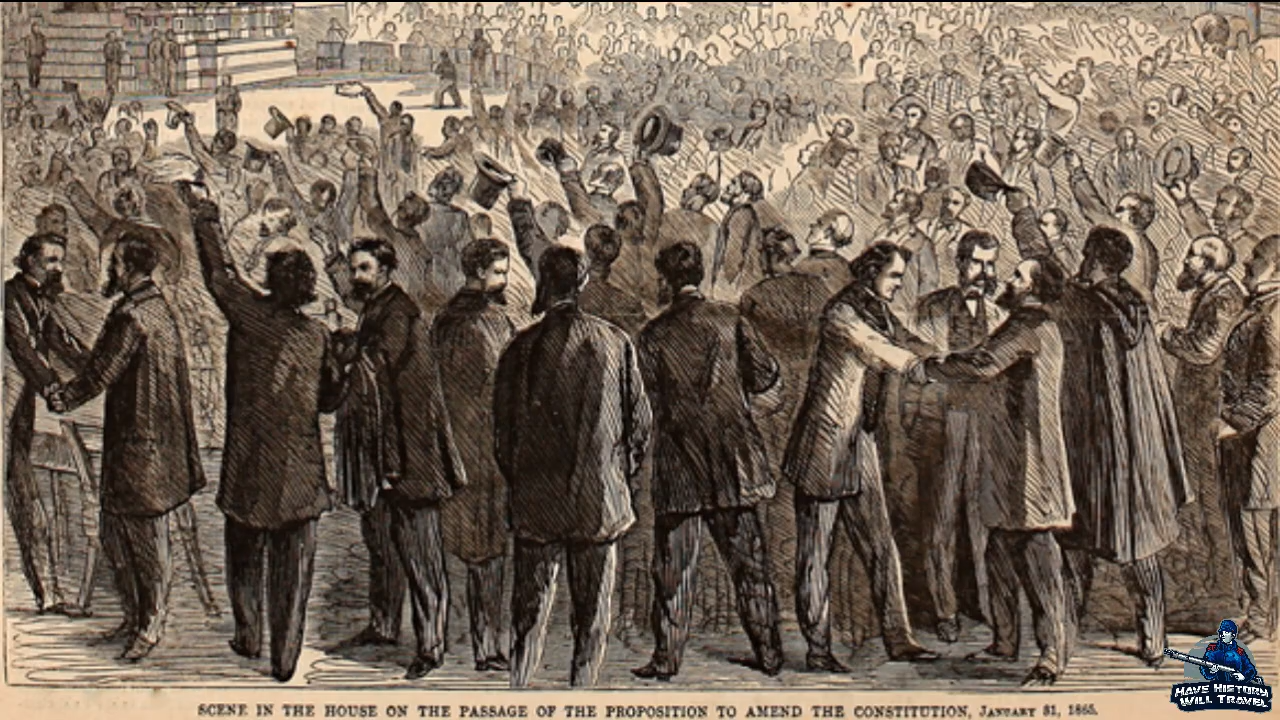 SCENE IN THE HOUSE ON THE PASSAGE OF THE PROPOSITION TO AMEND THE CONSTITUTION, JANUARY 31, 1865.
HAVE HISTORY
WILL TRAVEL